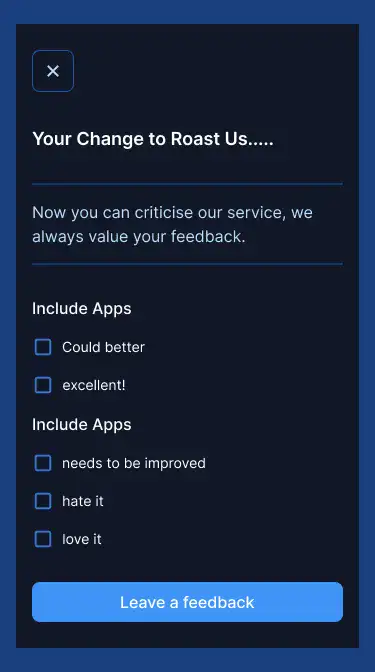 Your Change to Roast Us.....
Now you can criticise our service, we
always value your feedback.
Include Apps
Could better
excellent!
Include Apps
needs to be improved
hate it
love it
Leave a feedback